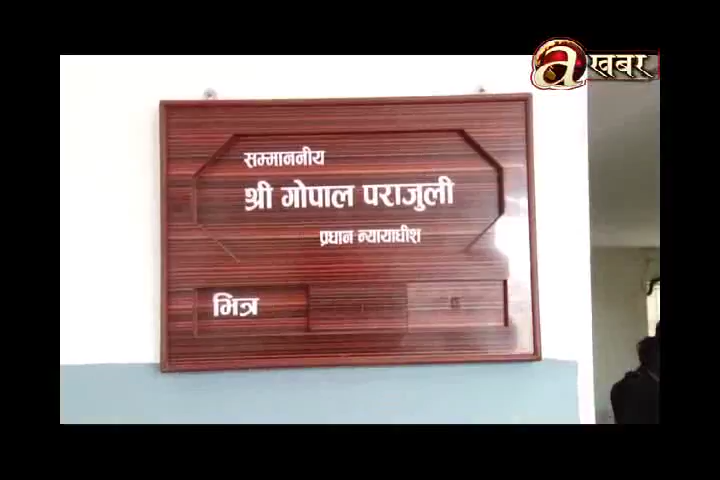 a खबर
सम्माननीय
श्री गोपाल पराजुली
प्रधान न्यायाधीश
भित्र